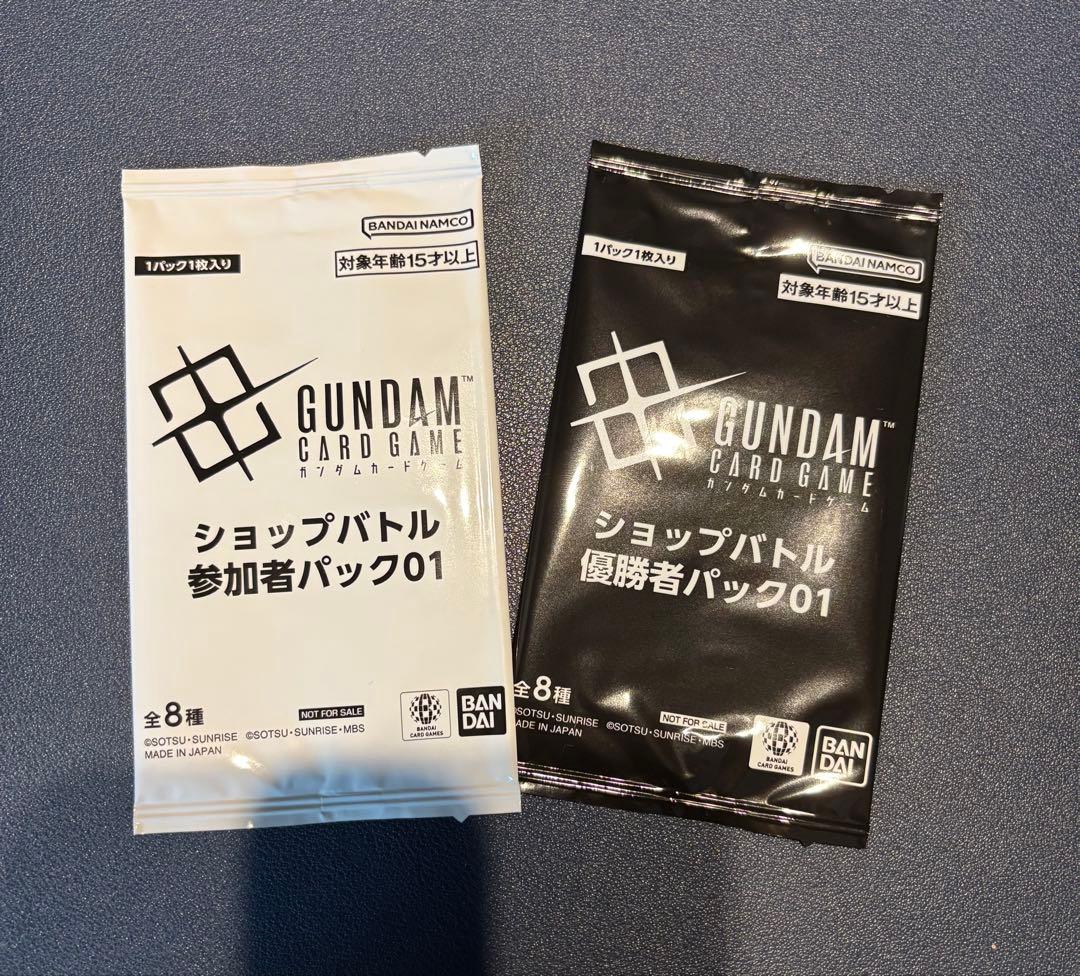 BANDAI NAMCO
1パック1枚入り
対象年齢15才以上
GUNDAM™
CARD GAME
ガンダムカードゲーム
ショップバトル
参加者パック01
全8種
NOT FOR SALE
©SOTSU・SUNRISE ©SOTSU・SUNRISE・MBS
MADE IN JAPAN
BANDAI
CARD GAMES
BAN
DAI
BANDAI NAMCO
1パック1枚入り
対象年齢15才以上
GUNDAM™
CARD GAME
ガンダムカードゲーム
ショップバトル
優勝者パック01
全8種
NOT FOR SALE
SOTSU・SUNRISE ©SOTSU・SUNRISE・MBS
MADE IN JAPAN
BANDAI
CARD GAMES
BAN
DAI